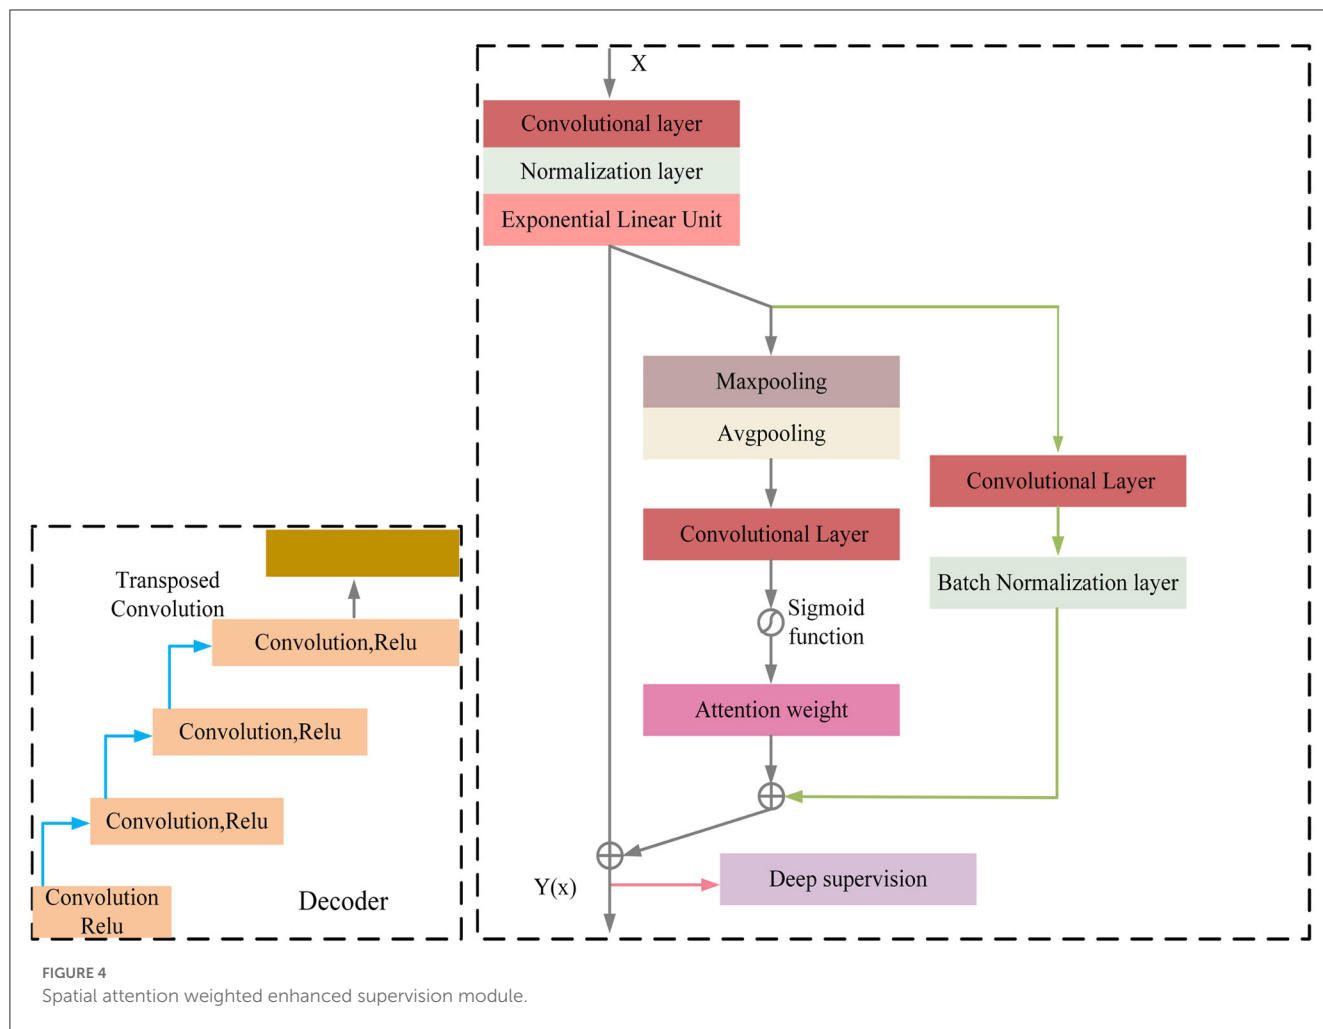 X
Convolutional layer
Normalization layer
Exponential Linear Unit
Maxpooling
Avgpooling
Convolutional Layer
Convolutional Layer
Sigmoid
function
Batch Normalization layer
Attention weight
Y(x)
Deep supervision
Transposed
Convolution
Convolution,Relu
Convolution,Relu
Convolution,Relu
Convolution
Relu
Decoder
FIGURE 4
Spatial attention weighted enhanced supervision module.